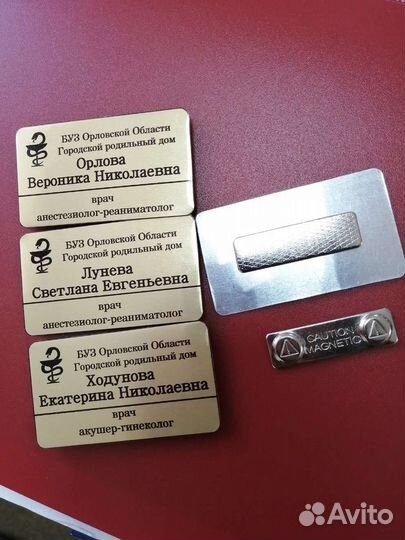 БУЗ Орловской Области
Городской родильный дом
Орлова
Вероника Николаевна
врач
анестезиолог-реаниматолог
БУЗ Орловской Области
Городской родильный дом
Лунева
Светлана Евгеньевна
врач
анестезиолог-реаниматолог
БУЗ Орловской Области
Городской родильный дом
Ходунова
Екатерина Николаевна
врач
акушер-гинеколог
CAUTION
MAGNETIC
Avito